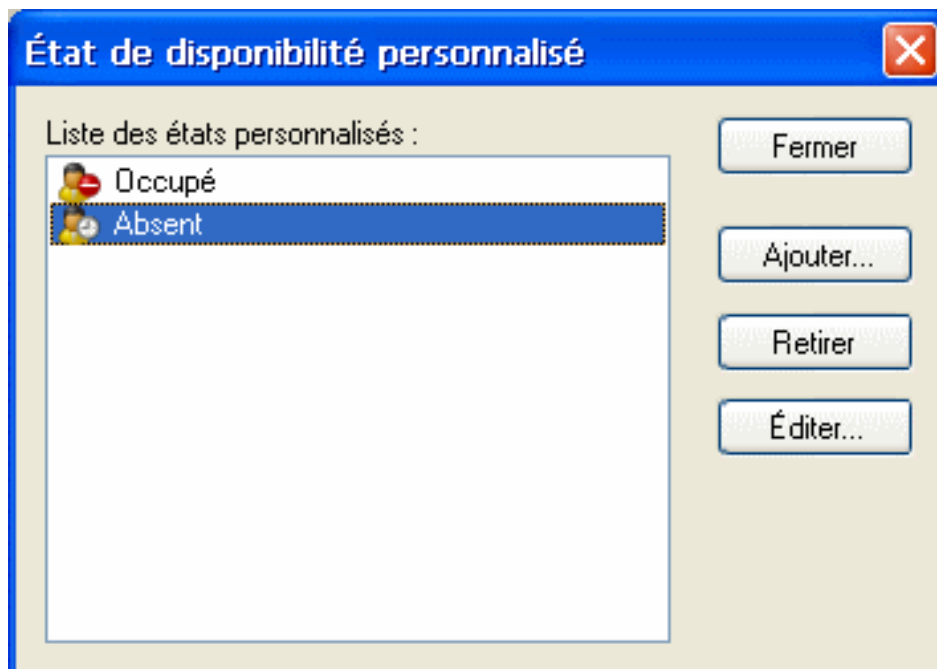 État de disponibilité personnalisé
Liste des états personnalisés :
Occupé
Absent
Fermer
Ajouter...
Retirer
Éditer...